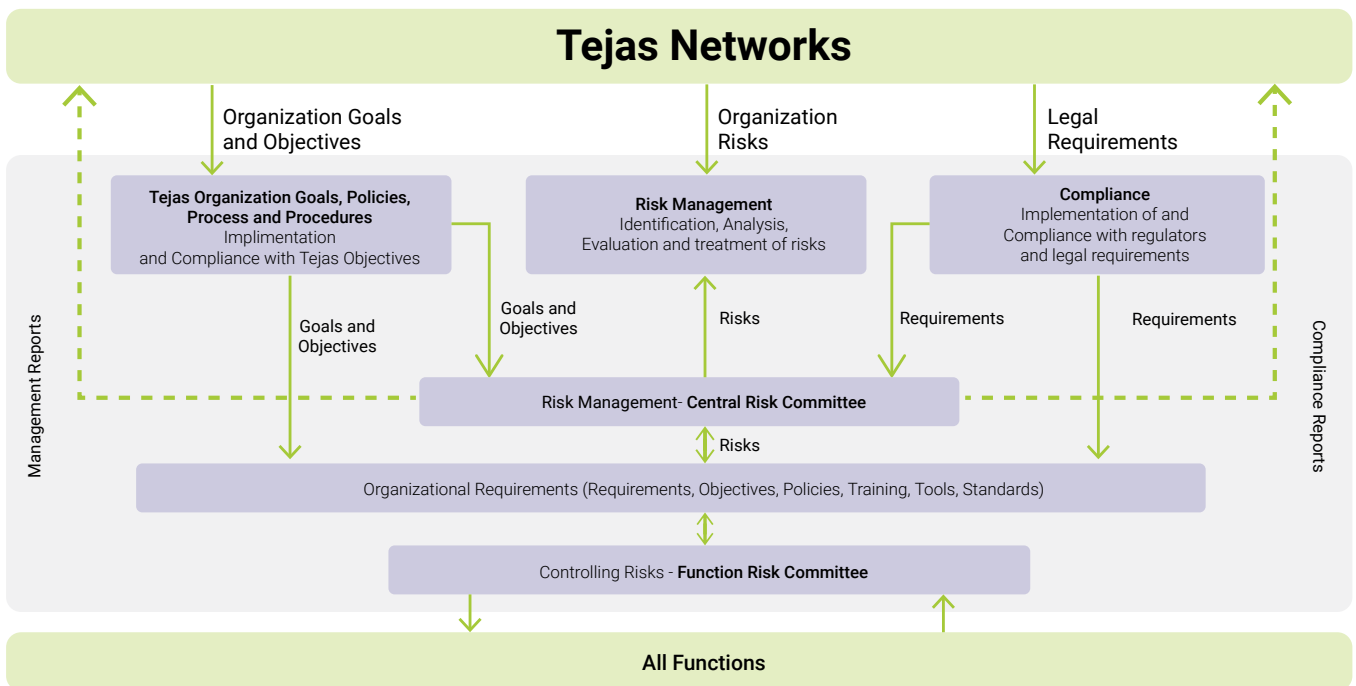 Tejas Networks
Organization Goals
and Objectives
Organization
Risks
Legal
Requirements
Tejas Organization Goals, Policies,
Process and Procedures
Implimentation
and Compliance with Tejas Objectives
Risk Management
Identification, Analysis,
Evaluation and treatment of risks
Compliance
Implementation of and
Compliance with regulators
and legal requirements
Goals and
Objectives
Goals and
Objectives
Risks
Requirements
Requirements
Management Reports
Compliance Reports
Risk Management- Central Risk Committee
Risks
Organizational Requirements (Requirements, Objectives, Policies, Training, Tools, Standards)
Controlling Risks - Function Risk Committee
All Functions